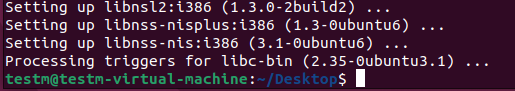 Setting up libnsl2:i386 (1.3.0-2build2) ...
Setting up libnss-nisplus:i386 (1.3-0ubuntu6) ...
Setting up libnss-nis:i386 (3.1-0ubuntu6) ...
Processing triggers for libc-bin (2.35-0ubuntu3.1) ...
testm@testm-virtual-machine:~/Desktop$